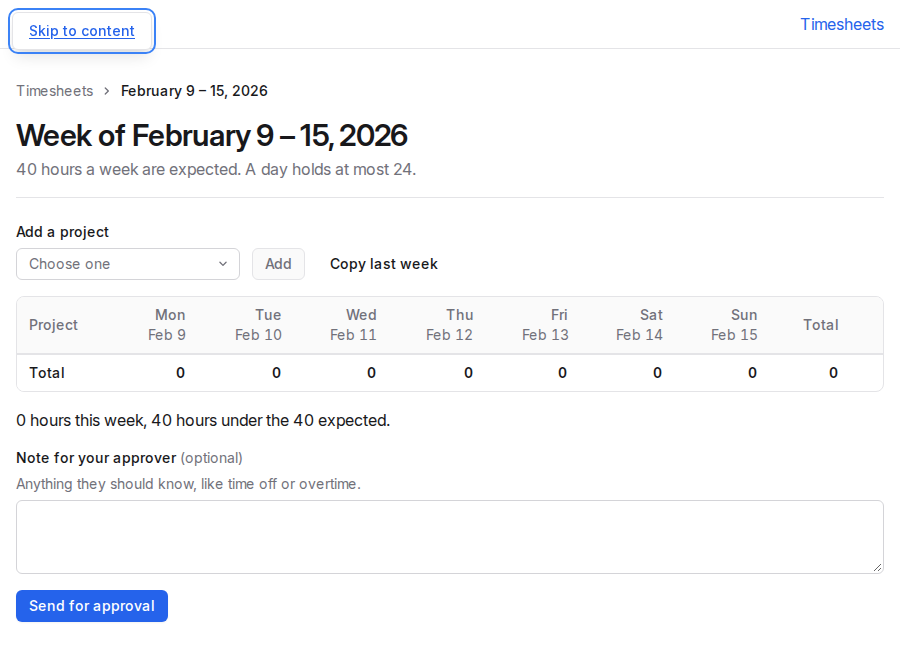 Skip to content
Timesheets
Timesheets > February 9 – 15, 2026
Week of February 9 – 15, 2026
40 hours a week are expected. A day holds at most 24.
Add a project
Choose one Add Copy last week
Project Mon Feb 9 Tue Feb 10 Wed Feb 11 Thu Feb 12 Fri Feb 13 Sat Feb 14 Sun Feb 15 Total
Total 0 0 0 0 0 0 0 0
0 hours this week, 40 hours under the 40 expected.
Note for your approver (optional)
Anything they should know, like time off or overtime.
Send for approval